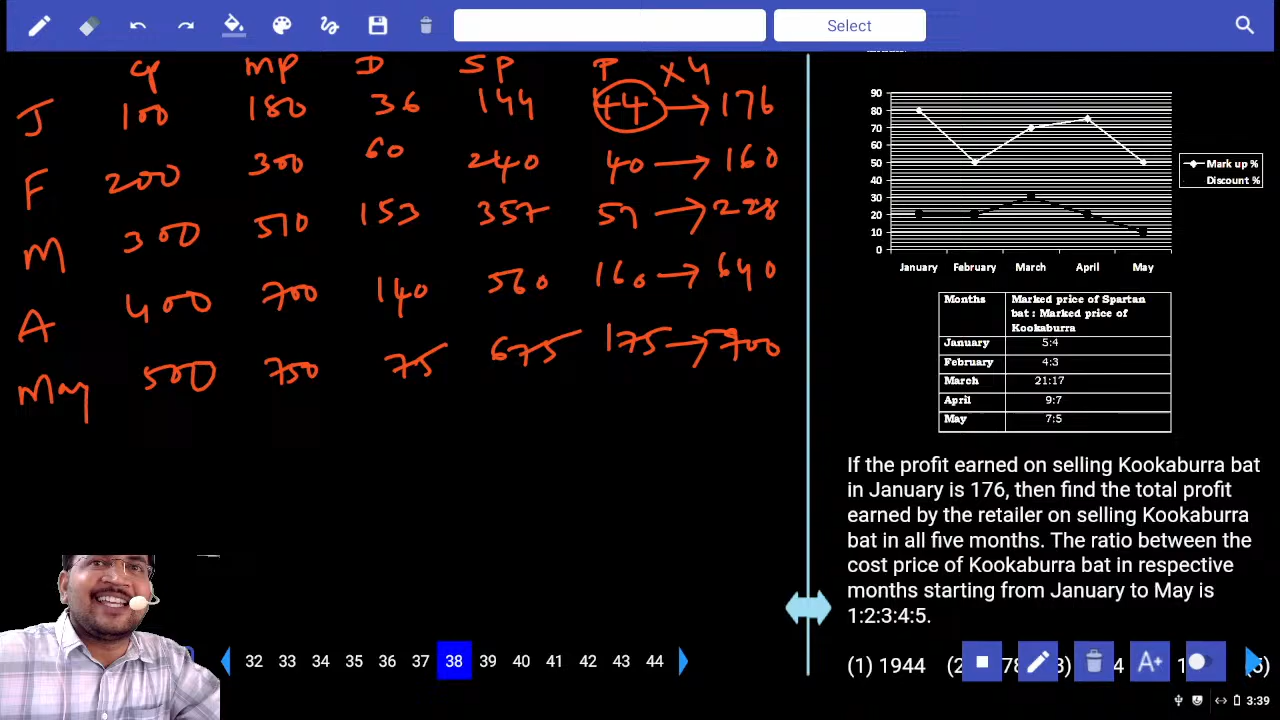 Select
CP MP D SP P ×4
J 100 180 36 144 44 → 176
F 200 300 60 240 40 → 160
M 300 510 153 357 57 → 228
A 400 700 140 560 160 → 640
May 500 750 75 675 175 → 700
90
80
70
60
50
40
30
20
10
0
January February March April May
Mark up %
Discount %
Months Marked price of Spartan bat : Marked price of Kookaburra
January 5:4
February 4:3
March 21:17
April 9:7
May 7:5
If the profit earned on selling Kookaburra bat
in January is 176, then find the total profit
earned by the retailer on selling Kookaburra
bat in all five months. The ratio between the
cost price of Kookaburra bat in respective
months starting from January to May is
1:2:3:4:5.
(1) 1944
32 33 34 35 36 37 38 39 40 41 42 43 44
A+
3:39